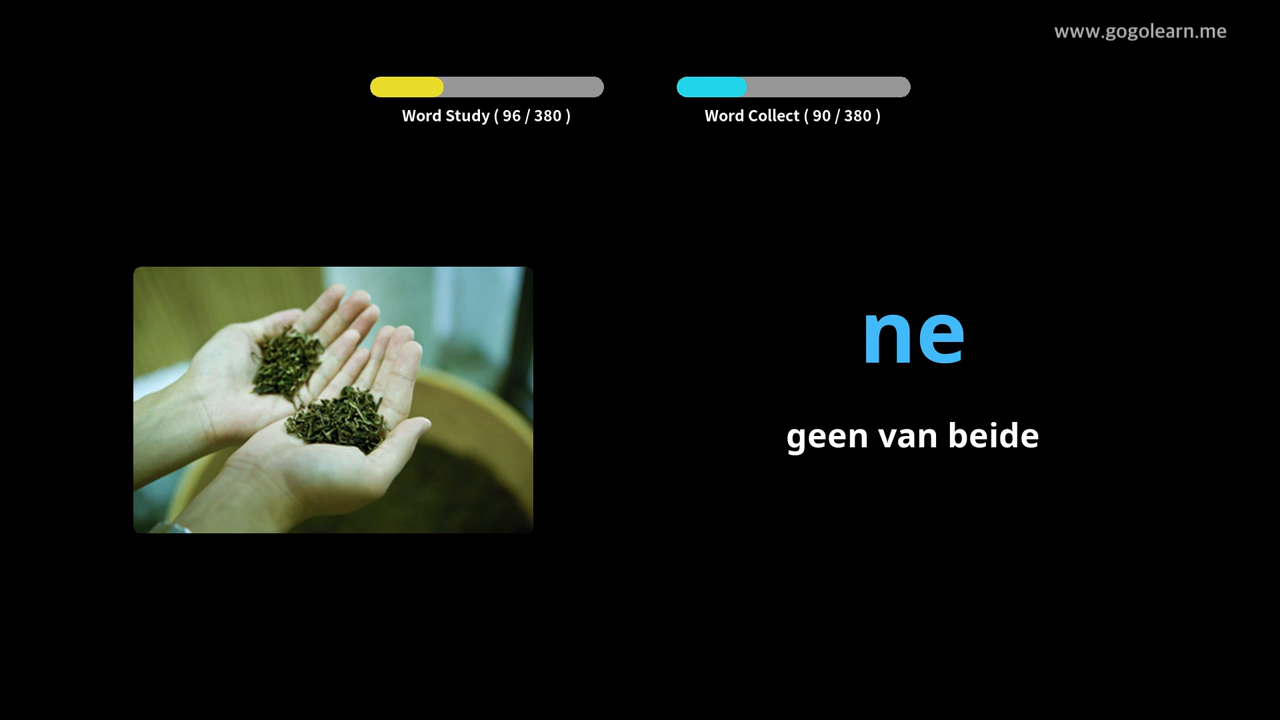 www.gogolearn.me
Word Study ( 96 / 380 )
Word Collect ( 90 / 380 )
ne
geen van beide